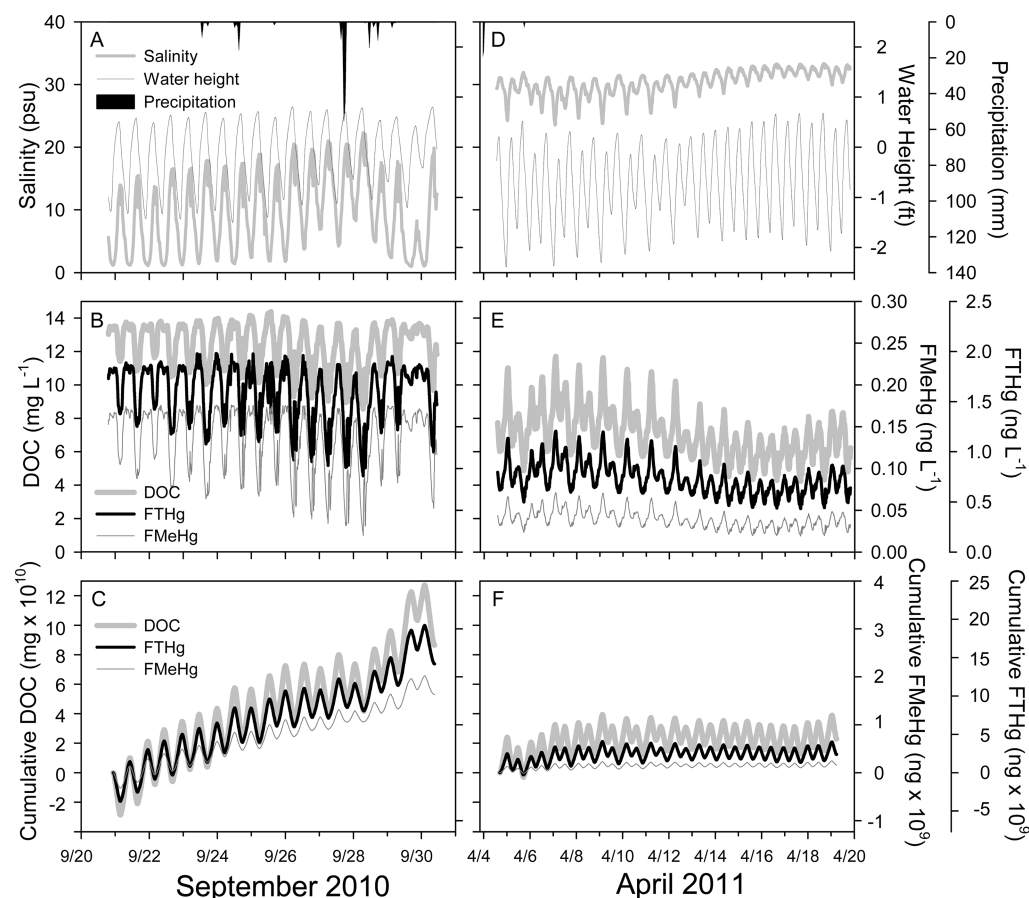 A
Salinity
Water height
Precipitation
40
30
20
10
0
Salinity (psu)
D
2
1
0
-1
-2
Water Height (ft)
0
20
40
60
80
100
120
140
Precipitation (mm)
B
14
12
10
8
6
4
2
0
DOC (mg L⁻¹)
DOC
FTHg
FMeHg
E
0.30
0.25
0.20
0.15
0.10
0.05
0.00
FMeHg (ng L⁻¹)
2.5
2.0
1.5
1.0
0.5
0.0
FTHg (ng L⁻¹)
C
DOC
FTHg
FMeHg
12
10
8
6
4
2
0
-2
Cumulative DOC (mg x 10¹⁰)
F
4
3
2
1
0
-1
Cumulative FMeHg (ng x 10⁹)
25
20
15
10
5
0
-5
Cumulative FTHg (ng x 10⁹)
9/20 9/22 9/24 9/26 9/28 9/30
4/4 4/6 4/8 4/10 4/12 4/14 4/16 4/18 4/20
September 2010
April 2011